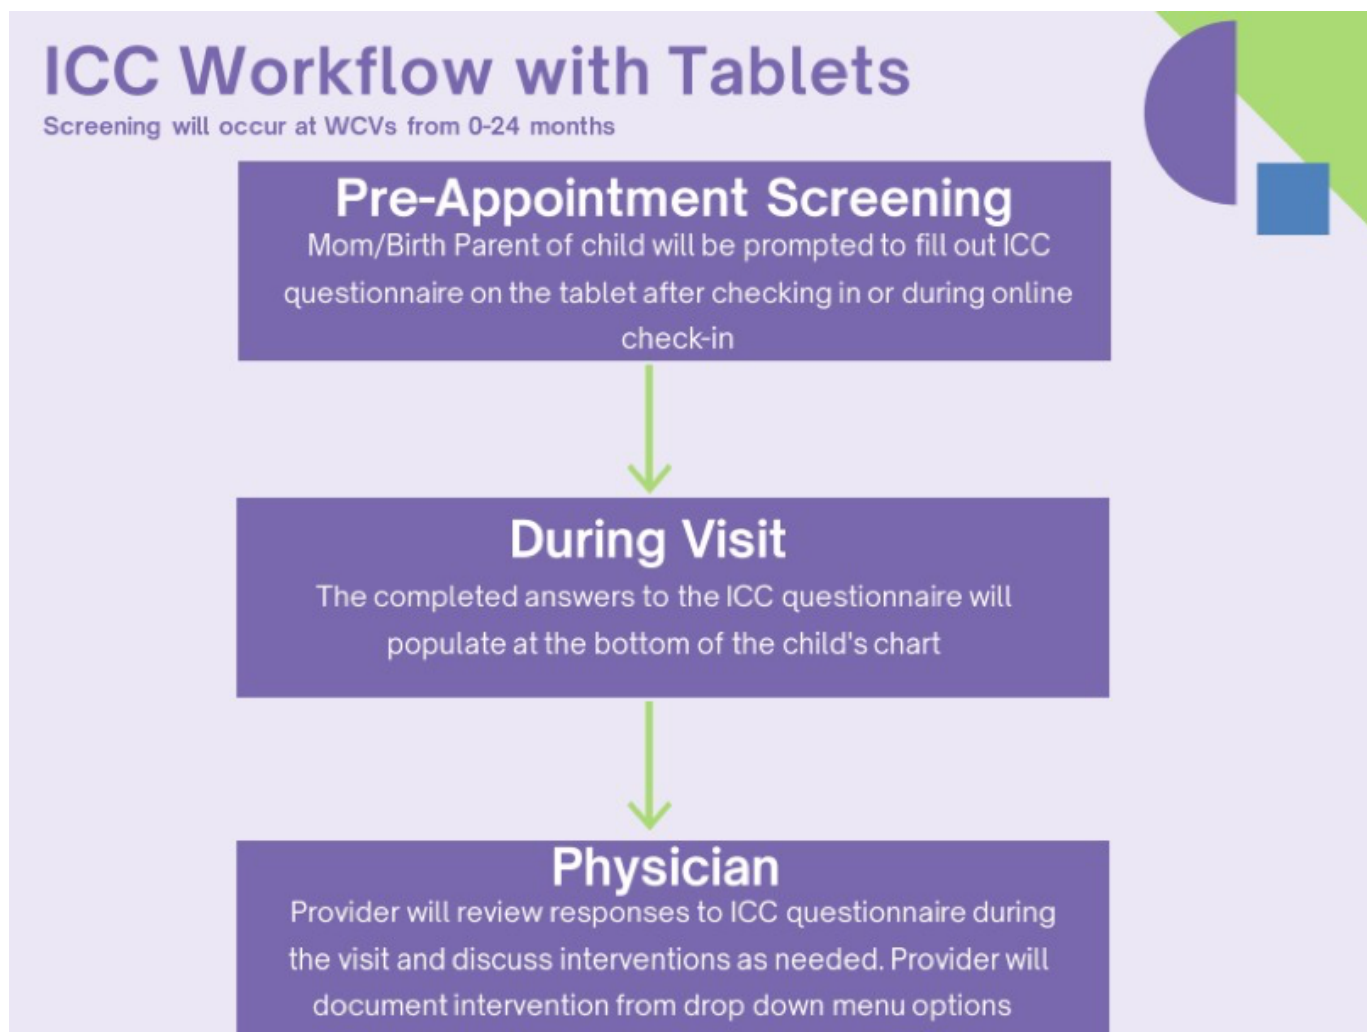 ICC Workflow with Tablets
Screening will occur at WCVs from 0-24 months
Pre-Appointment Screening
Mom/Birth Parent of child will be prompted to fill out ICC
questionnaire on the tablet after checking in or during online
check-in
During Visit
The completed answers to the ICC questionnaire will
populate at the bottom of the child's chart
Physician
Provider will review responses to ICC questionnaire during
the visit and discuss interventions as needed. Provider will
document intervention from drop down menu options